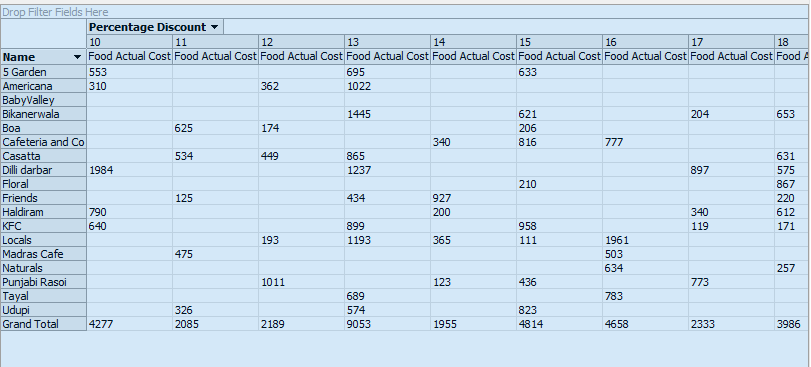 Drop Filter Fields Here
Percentage Discount
10 11 12 13 14 15 16 17 18
Name Food Actual Cost Food Actual Cost Food Actual Cost Food Actual Cost Food Actual Cost Food Actual Cost Food Actual Cost Food Actual Cost Food A
5 Garden 553 695 633
Americana 310 362 1022
BabyValley
Bikanerwala 1445 621 204 653
Boa 625 174 206
Cafeteria and Co 340 816 777
Casatta 534 449 865 631
Dilli darbar 1984 1237 897 575
Floral 210 867
Friends 125 434 927 220
Haldiram 790 200 340 612
KFC 640 899 958 119 171
Locals 193 1193 365 111 1961
Madras Cafe 475 503
Naturals 634 257
Punjabi Rasoi 1011 123 436 773
Tayal 689 783
Udupi 326 574 823
Grand Total 4277 2085 2189 9053 1955 4814 4658 2333 3986